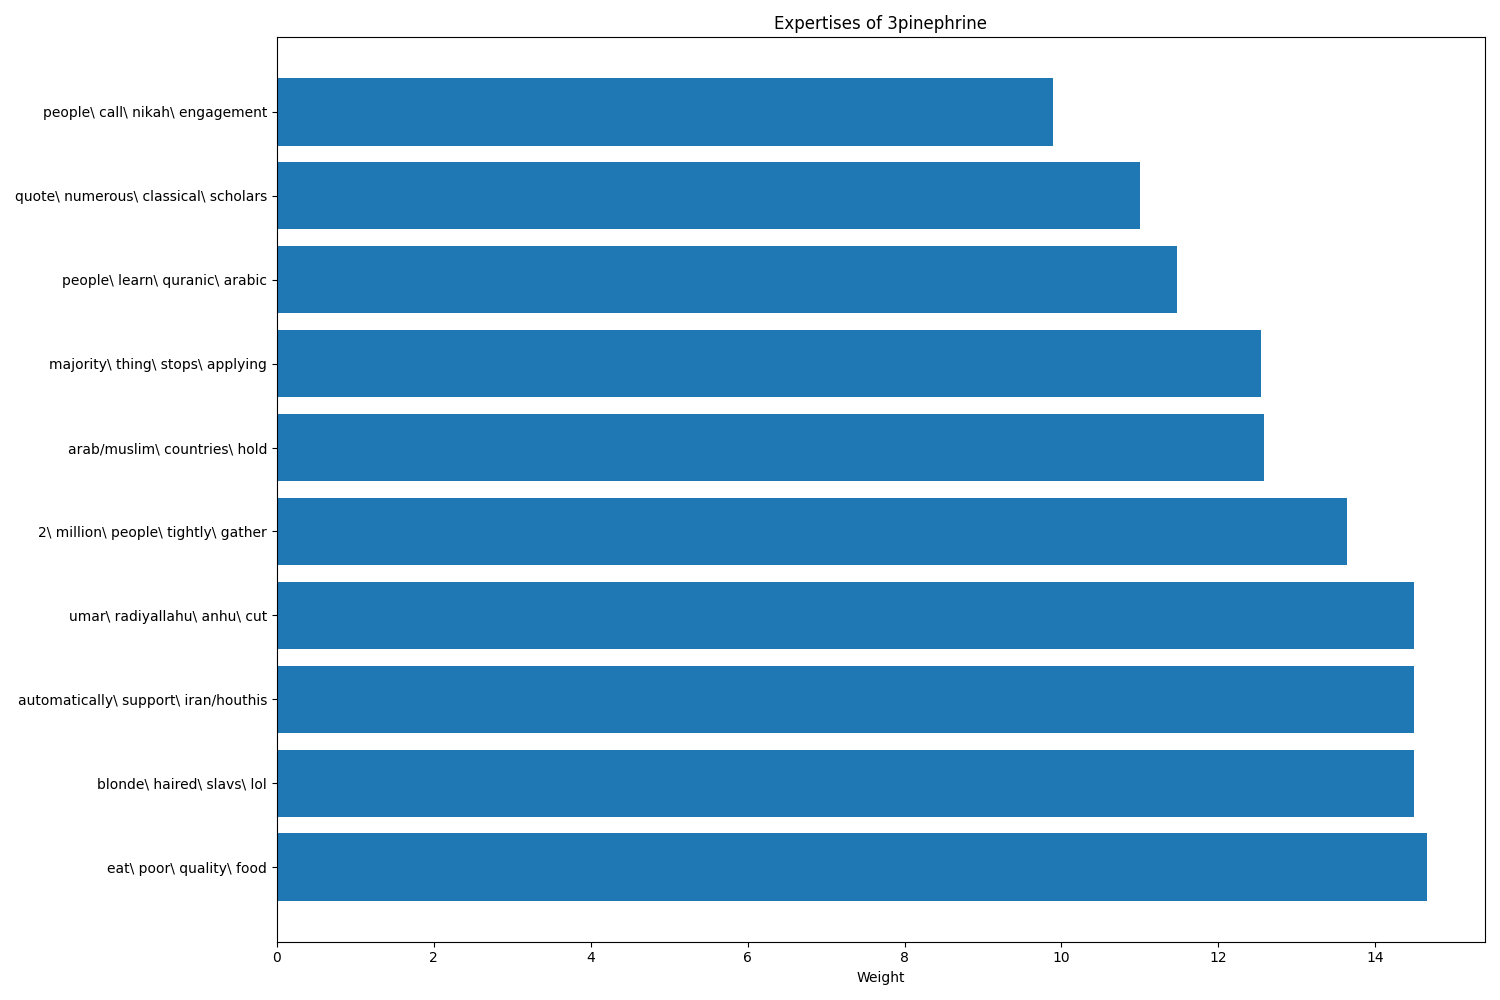 Expertises of 3pinephrine
people\ call\ nikah\ engagement
quote\ numerous\ classical\ scholars
people\ learn\ quranic\ arabic
majority\ thing\ stops\ applying
arab/muslim\ countries\ hold
2\ million\ people\ tightly\ gather
umar\ radiyallahu\ anhu\ cut
automatically\ support\ iran/houthis
blonde\ haired\ slavs\ lol
eat\ poor\ quality\ food
0 2 4 6 8 10 12 14
Weight